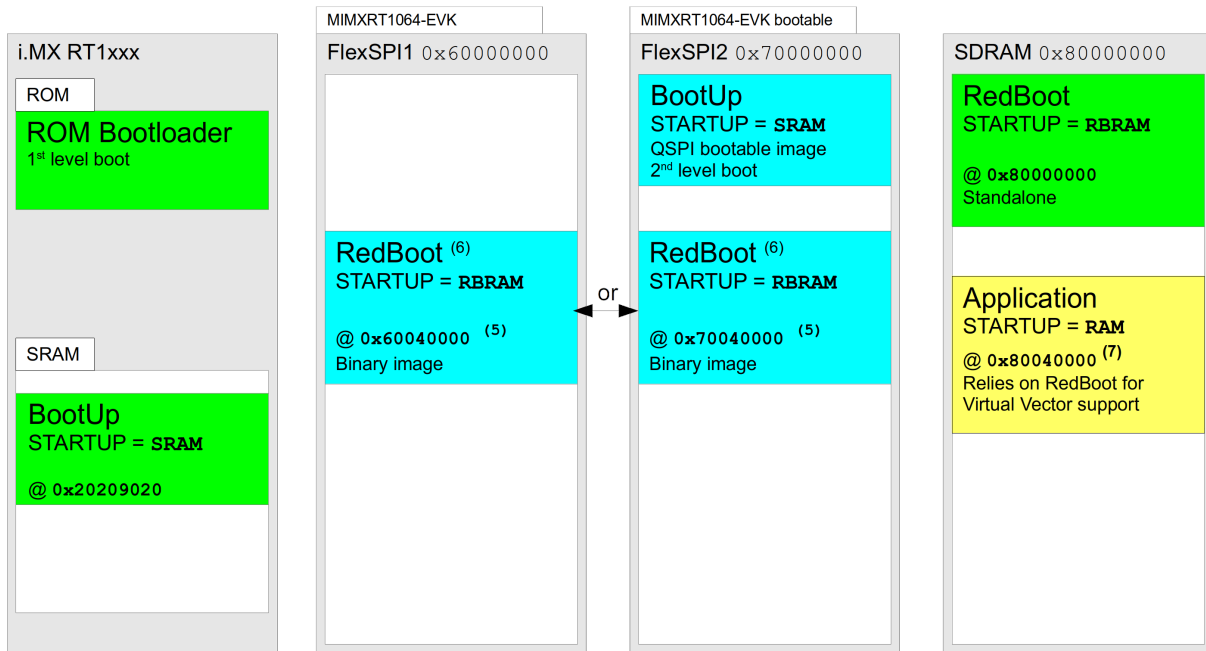 i.MX RT1xxx
ROM
ROM Bootloader
1st level boot
SRAM
BootUp
STARTUP = SRAM
@ 0x20209020
MIMXRT1064-EVK
FlexSPI1 0x60000000
RedBoot (6)
STARTUP = RBRAM
@ 0x60040000 (5)
Binary image
or
MIMXRT1064-EVK bootable
FlexSPI2 0x70000000
BootUp
STARTUP = SRAM
QSPI bootable image
2nd level boot
RedBoot (6)
STARTUP = RBRAM
@ 0x70040000 (5)
Binary image
SDRAM 0x80000000
RedBoot
STARTUP = RBRAM
@ 0x80000000
Standalone
Application
STARTUP = RAM
@ 0x80040000 (7)
Relies on RedBoot for
Virtual Vector support